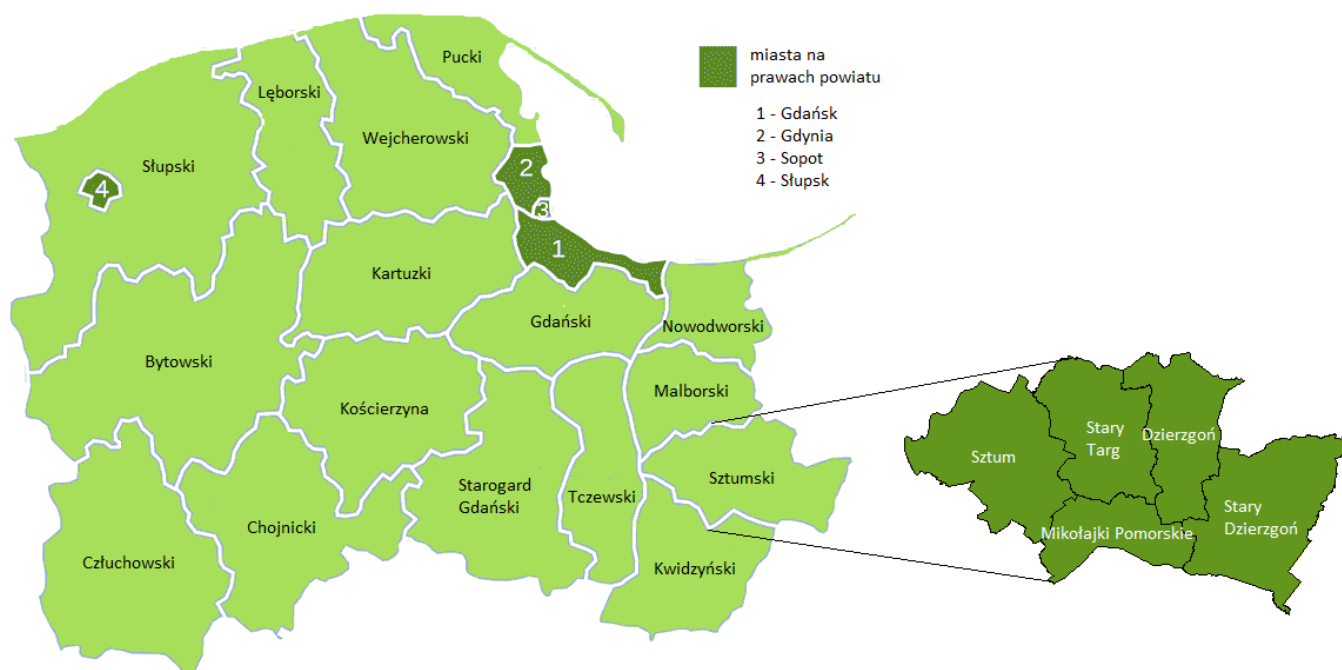 Pucki
miasta na
prawach powiatu
Lęborski
1 - Gdańsk
2 - Gdynia
3 - Sopot
4 - Słupsk
Wejcherowski
Słupski
2
4
3
1
Kartuzki
Gdański
Nowodworski
Bytowski
Malborski
Kościerzyna
Stary
Targ
Dzierzgoń
Sztum
Sztumski
Starogard
Gdański
Tczewski
Stary
Dzierzgoń
Chojnicki
Mikołajki Pomorskie
Człuchowski
Kwidzyński